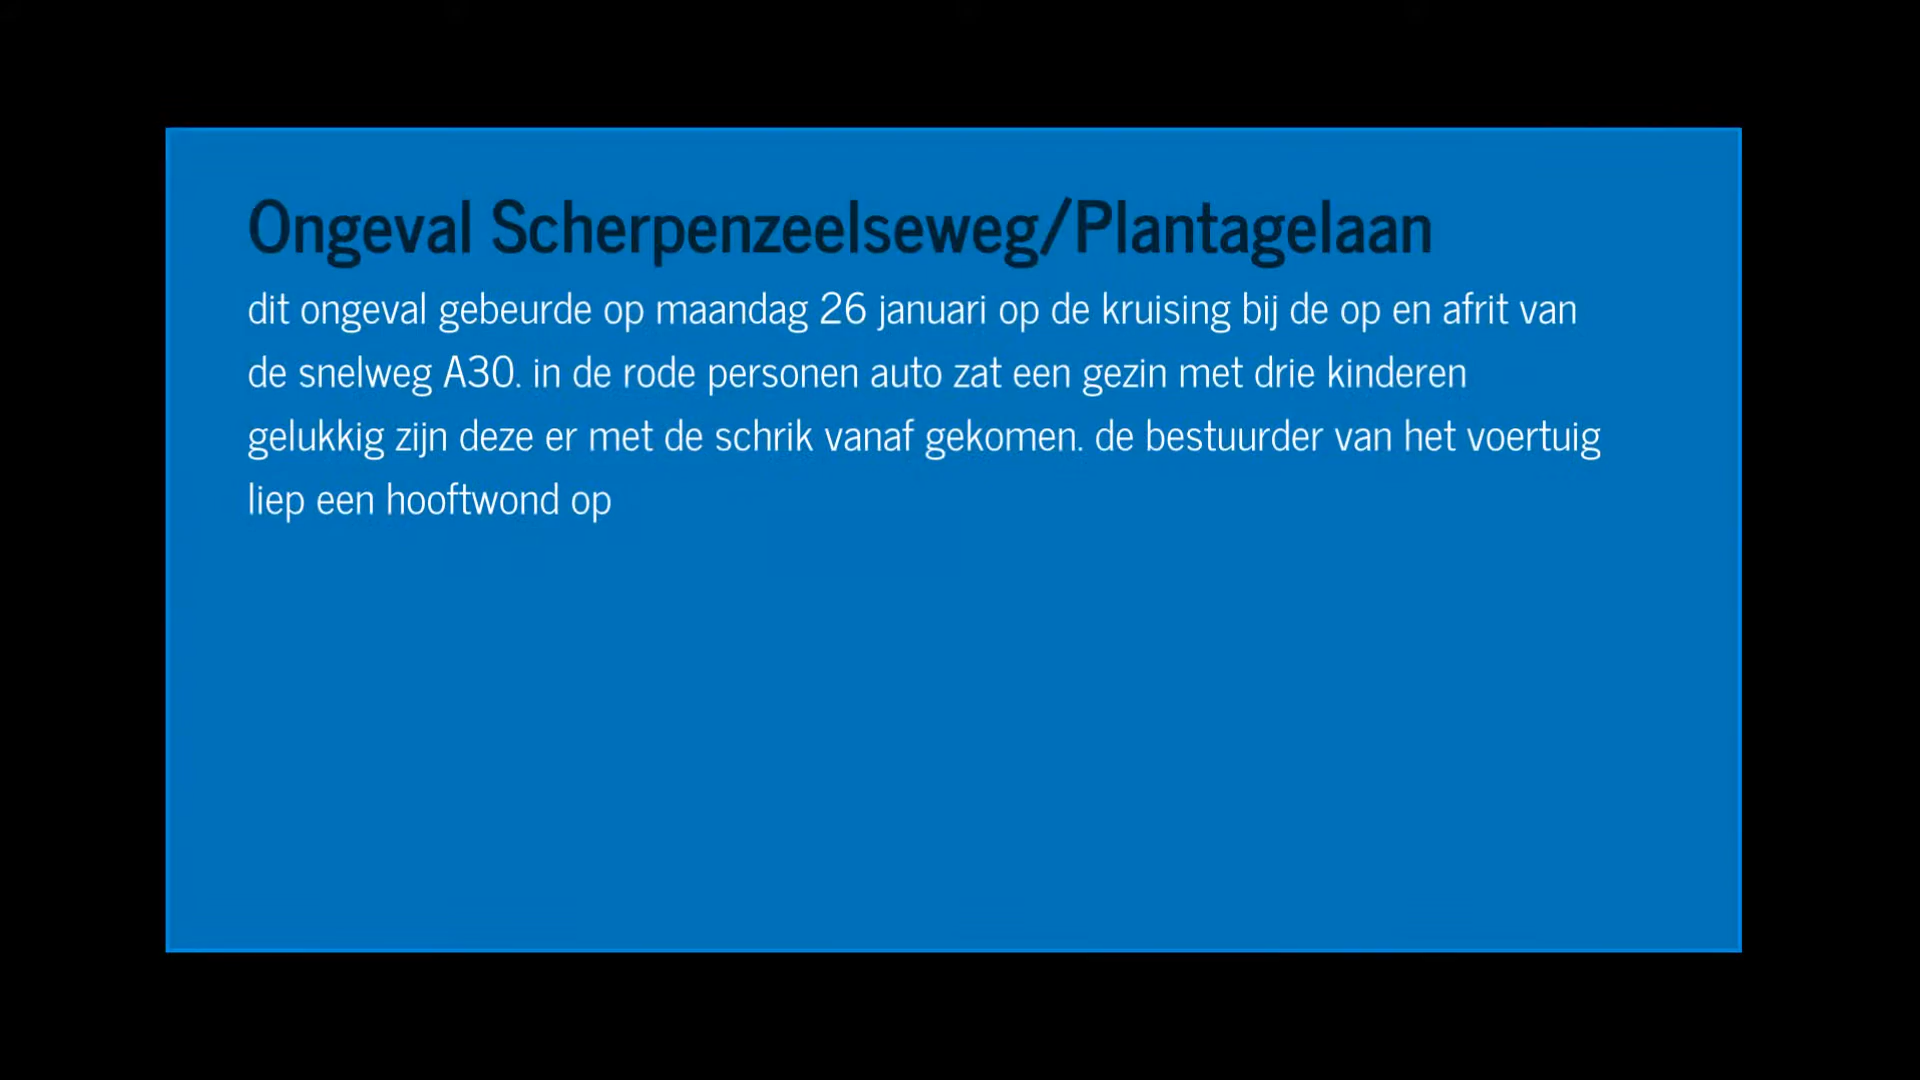 Ongeval Scherpenzeelseweg/Plantagelaan
dit ongeval gebeurde op maandag 26 januari op de kruising bij de op en afrit van
de snelweg A30. in de rode personen auto zat een gezin met drie kinderen
gelukkig zijn deze er met de schrik vanaf gekomen. de bestuurder van het voertuig
liep een hooftwond op